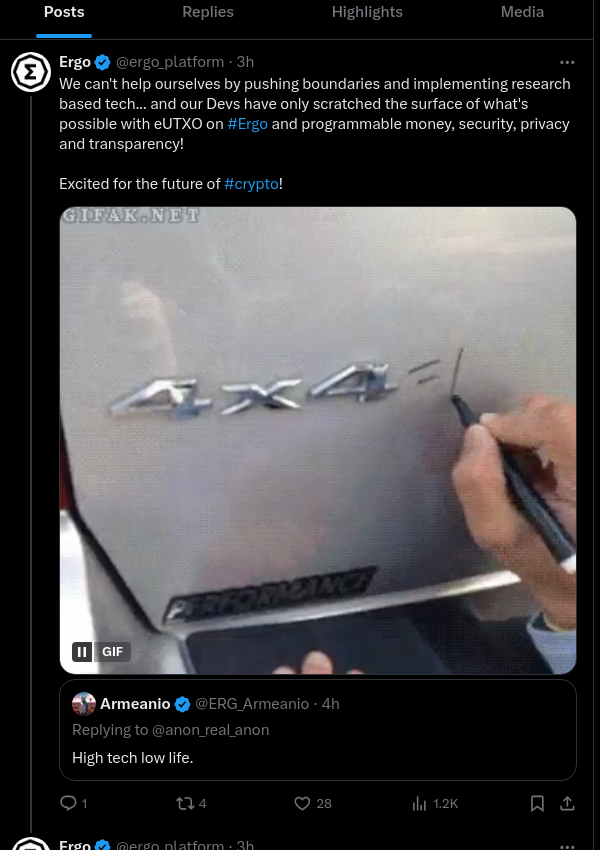 Posts Replies Highlights Media
Ergo @ergo_platform · 3h
We can't help ourselves by pushing boundaries and implementing research
based tech... and our Devs have only scratched the surface of what's
possible with eUTXO on #Ergo and programmable money, security, privacy
and transparency!
Excited for the future of #crypto!
GIFAK.NET
4x4=
PERFORMANCE
GIF
Armeanio @ERG_Armeanio · 4h
Replying to @anon_real_anon
High tech low life.
1 4 28 1.2K
Ergo @ergo_platform · 3h